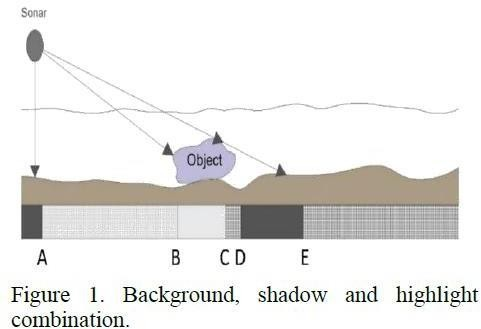 Sonar
Object
A B C D E
Figure 1. Background, shadow and highlight
combination.